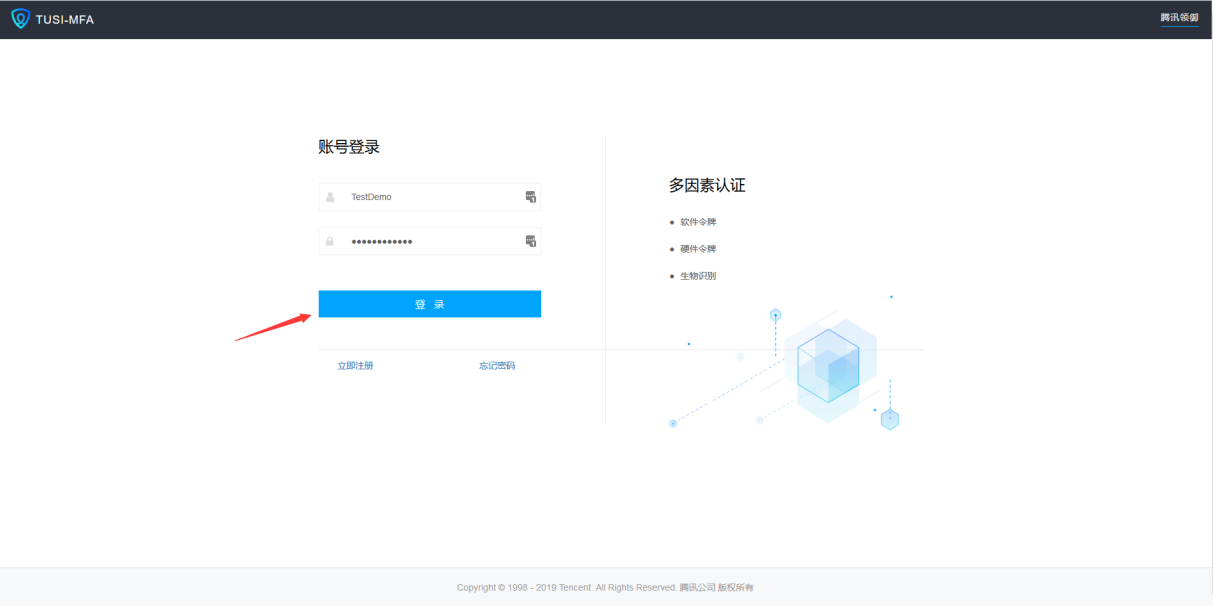 TUSI-MFA
腾讯领御
账号登录
TestDemo
登 录
立即注册
忘记密码
多因素认证
软件令牌
硬件令牌
生物识别
Copyright © 1998 - 2019 Tencent. All Rights Reserved. 腾讯公司 版权所有